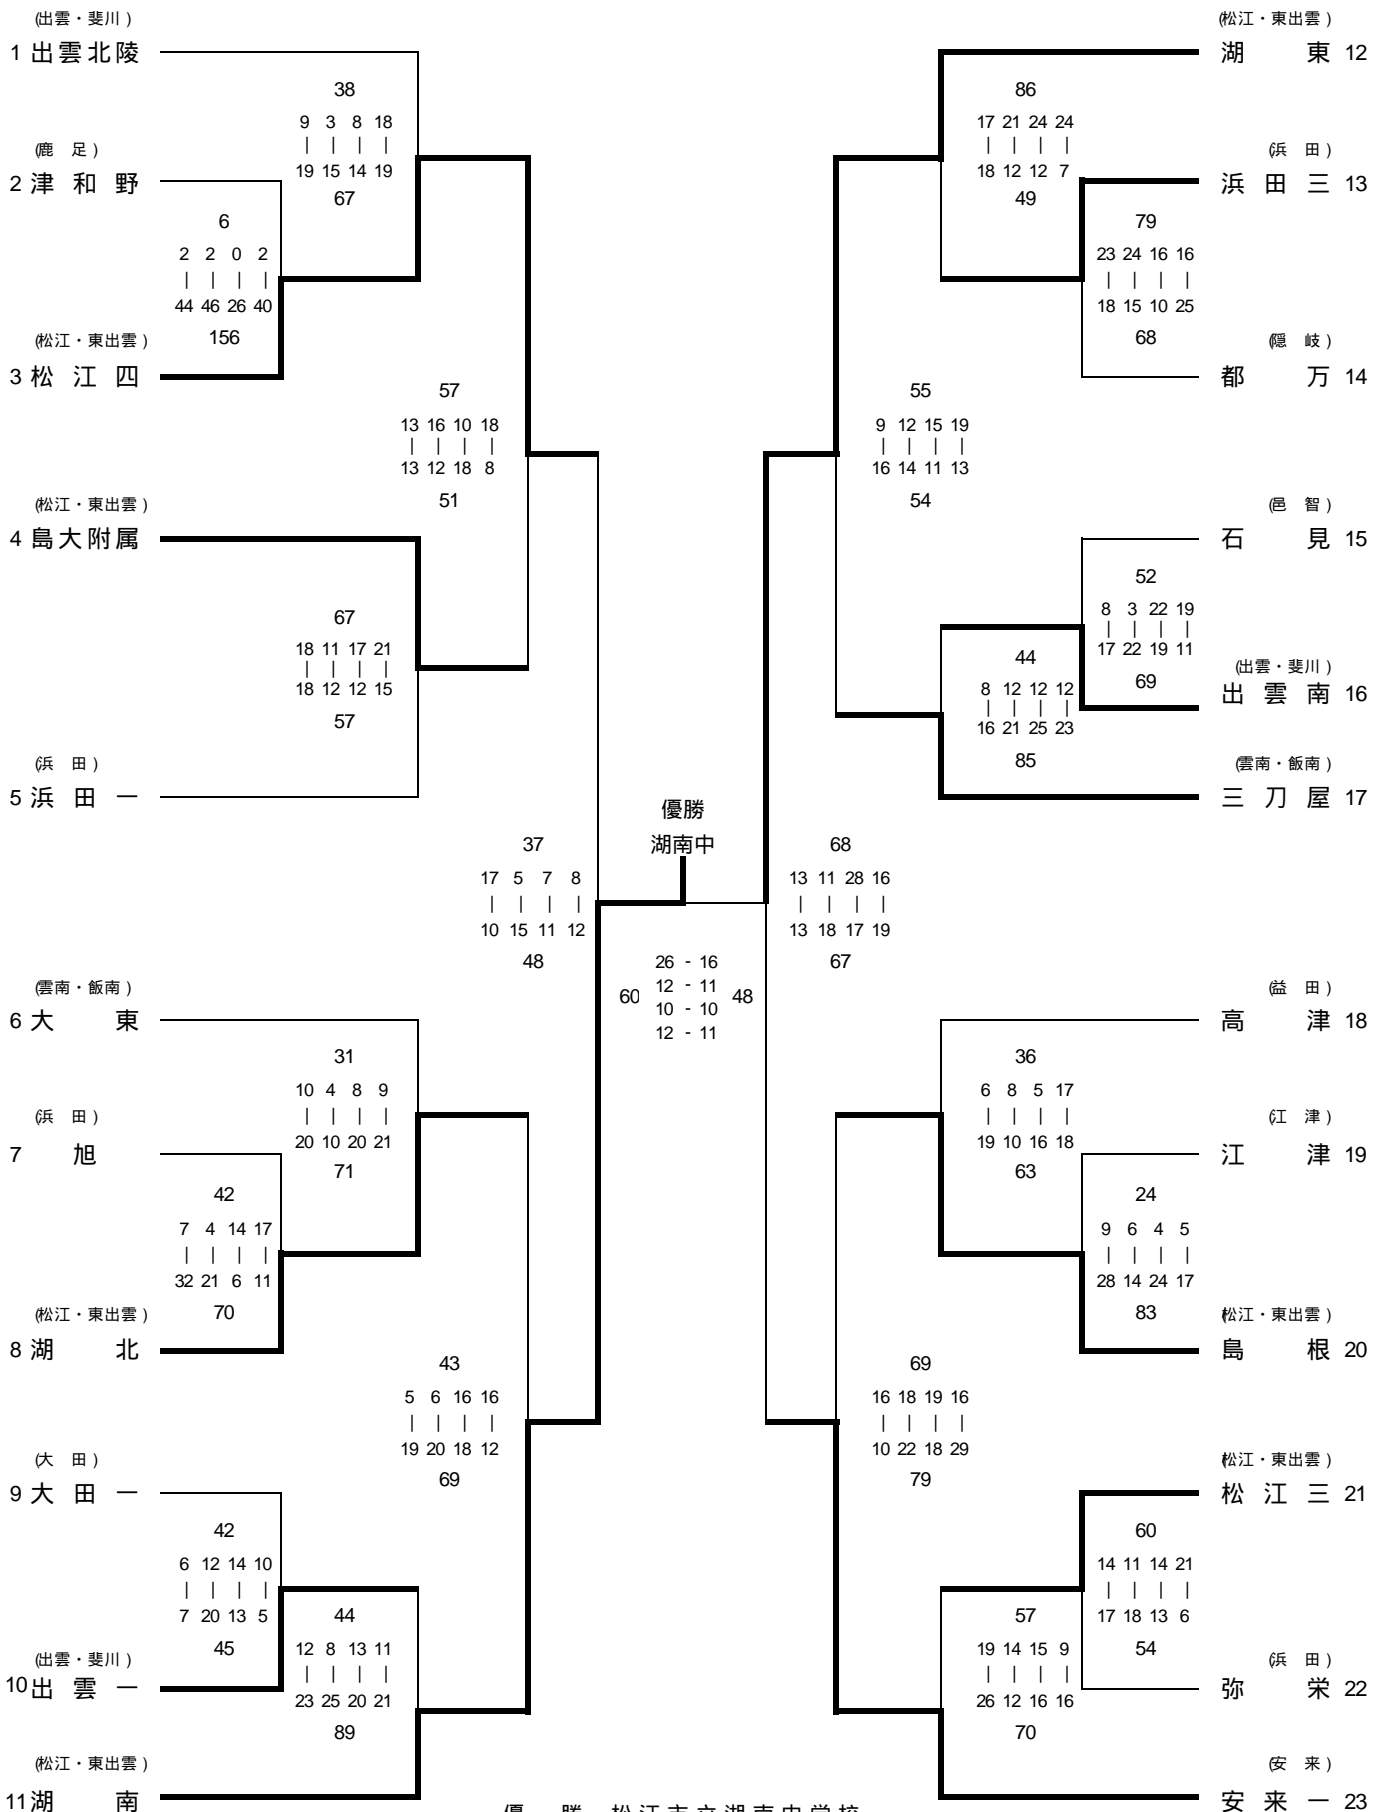 (出雲・斐川)
1 出雲北陵
38
9 3 8 18
19 15 14 19
67
(鹿 足)
2 津 和 野
6
2 2 0 2
44 46 26 40
156
(松江・東出雲)
3 松 江 四
57
13 16 10 18
13 12 18 8
51
(松江・東出雲)
4 島大附属
67
18 11 17 21
18 12 12 15
57
(浜 田)
5 浜 田 一
37
17 5 7 8
10 15 11 12
48
(雲南・飯南)
6 大 東
31
10 4 8 9
20 10 20 21
71
(浜 田)
7 旭
42
7 4 14 17
32 21 6 11
70
(松江・東出雲)
8 湖 北
43
5 6 16 16
19 20 18 12
69
(大 田)
9 大 田 一
42
6 12 14 10
7 20 13 5
45
(出雲・斐川)
10 出 雲 一
44
12 8 13 11
23 25 20 21
89
(松江・東出雲)
11 湖 南
優勝
湖南中
26 - 16
12 - 11
60 48
10 - 10
12 - 11
(松江・東出雲)
湖 東 12
86
17 21 24 24
18 12 12 7
49
(浜 田)
浜 田 三 13
79
23 24 16 16
18 15 10 25
68
(隠 岐)
都 万 14
55
9 12 15 19
16 14 11 13
54
(邑 智)
石 見 15
52
8 3 22 19
17 22 19 11
69
(出雲・斐川)
出 雲 南 16
44
8 12 12 12
16 21 25 23
85
(雲南・飯南)
三 刀 屋 17
68
13 11 28 16
13 18 17 19
67
(益 田)
高 津 18
36
6 8 5 17
19 10 16 18
63
(江 津)
江 津 19
24
9 6 4 5
28 14 24 17
83
(松江・東出雲)
島 根 20
69
16 18 19 16
10 22 18 29
79
(松江・東出雲)
松 江 三 21
60
14 11 14 21
17 18 13 6
54
(浜 田)
弥 栄 22
57
19 14 15 9
26 12 16 16
70
(安 来)
安 来 一 23
優 勝 松江市立湖南中学校